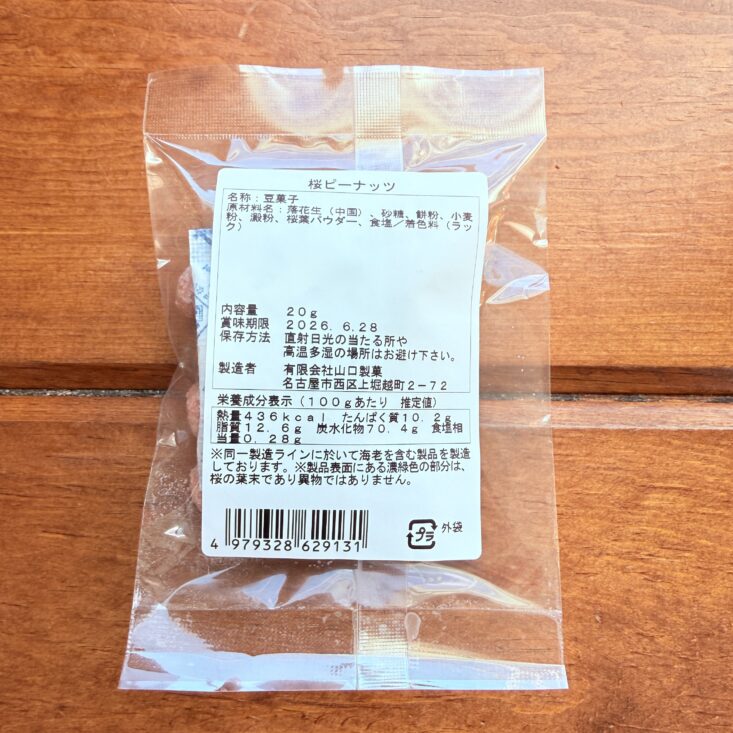 桜ピーナッツ
名称：豆菓子
原材料名：落花生（中国）、砂糖、餅粉、小麦
粉、澱粉、桜葉パウダー、食塩／着色料（ラッ
ク）
内容量 20g
賞味期限 2026. 6.28
保存方法 直射日光の当たる所や
高温多湿の場所はお避け下さい。
製造者 有限会社山口製菓
名古屋市西区上堀越町2－72
栄養成分表示（100gあたり 推定値）
熱量436kcal たんぱく質10. 2g
脂質12. 6g 炭水化物70. 4g 食塩相
当量0. 28g
※同一製造ラインに於いて海老を含む製品を製造
しております。※製品表面にある濃緑色の部分は、
桜の葉末であり異物ではありません。
4 979328 629131
プラ 外袋